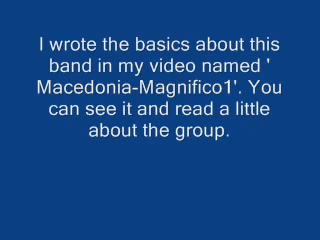 I wrote the basics about this
band in my video named '
Macedonia-Magnifico1'. You
can see it and read a little
about the group.